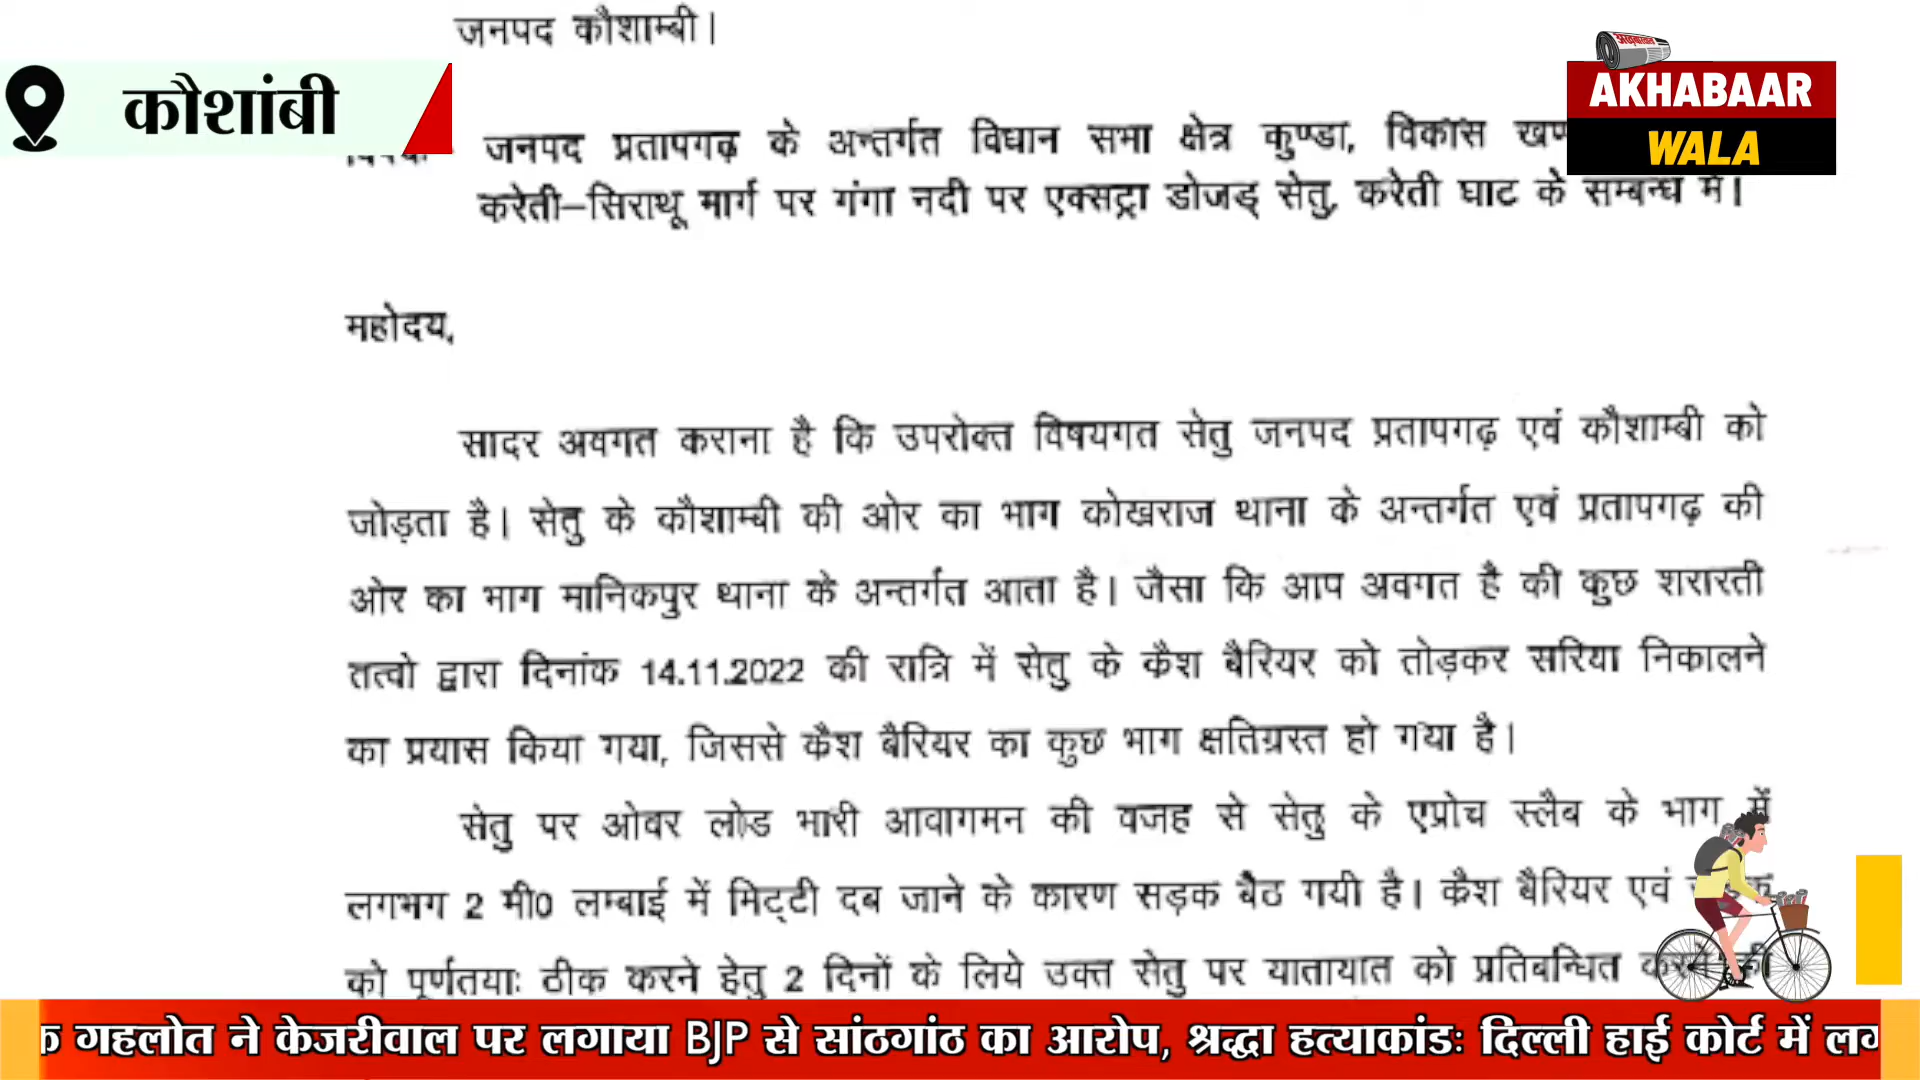 जनपद कौशाम्बी।
कौशांबी
AKHABAAR
WALA
जनपद प्रतापगढ़ के अन्तर्गत विधान सभा क्षेत्र कुण्डा, विकास
करेती–सिराथू मार्ग पर गंगा नदी पर एक्सट्रा डोजड् सेतु, करेती घाट के सम्बन्ध में।
महोदय,
सादर अवगत कराना है कि उपरोक्त विषयगत सेतु जनपद प्रतापगढ़ एवं कौशाम्बी को
जोड़ता है। सेतु के कौशाम्बी की ओर का भाग कोखराज थाना के अन्तर्गत एवं प्रतापगढ़ की
ओर का भाग मानिकपुर थाना के अन्तर्गत आता है। जैसा कि आप अवगत है की कुछ शरारती
तत्वो द्वारा दिनांक 14.11.2022 की रात्रि में सेतु के कैश बैरियर को तोड़कर सरिया निकालने
का प्रयास किया गया, जिससे कैश बैरियर का कुछ भाग क्षतिग्रस्त हो गया है।
सेतु पर ओवर लोड भारी आवागमन की वजह से सेतु के एप्रोच स्लैब के भाग में
लगभग 2 मी0 लम्बाई में मिट्टी दब जाने के कारण सड़क बैठ गयी है। कैश बैरियर एवं
को पूर्णतयाः ठीक करने हेतु 2 दिनों के लिये उक्त सेतु पर यातायात को प्रतिबन्धित
गहलोत ने केजरीवाल पर लगाया BJP से सांठगांठ का आरोप, श्रद्धा हत्याकांडः दिल्ली हाई कोर्ट में